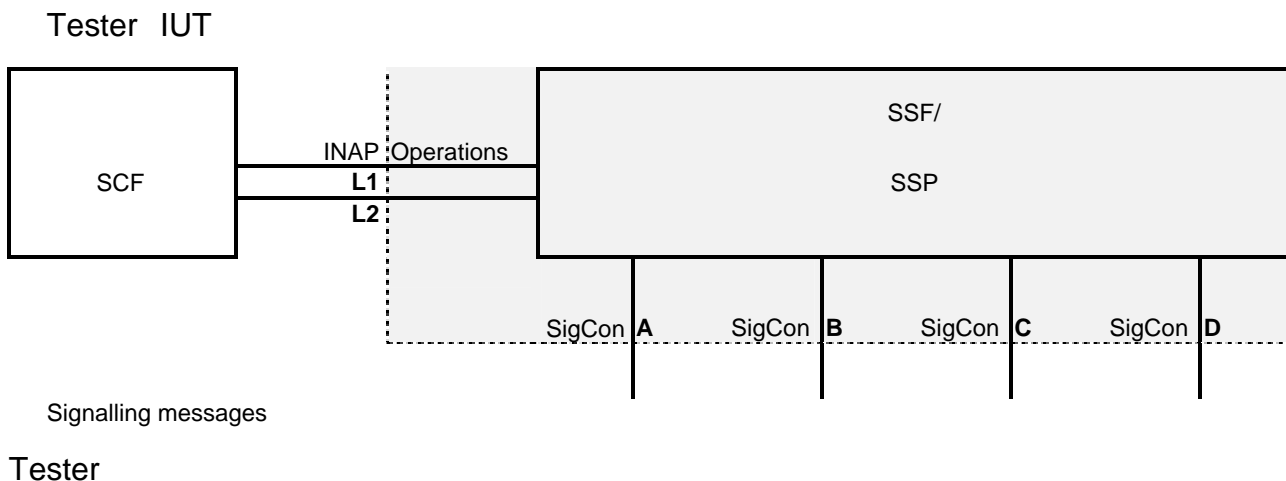 Tester IUT
SSF/
INAP Operations
SCF
L1
SSP
L2
SigCon A SigCon B SigCon C SigCon D
Signalling messages
Tester